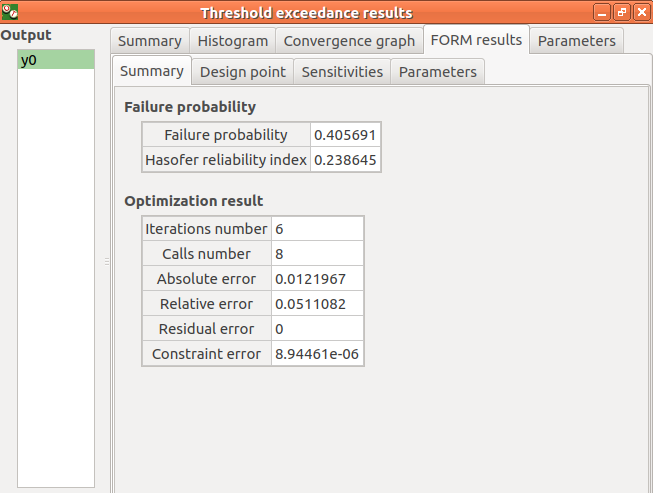 Threshold exceedance results
Output
y0
Summary Histogram Convergence graph FORM results Parameters
Summary Design point Sensitivities Parameters
Failure probability
Failure probability 0.405691
Hasofer reliability index 0.238645
Optimization result
Iterations number 6
Calls number 8
Absolute error 0.0121967
Relative error 0.0511082
Residual error 0
Constraint error 8.94461e-06